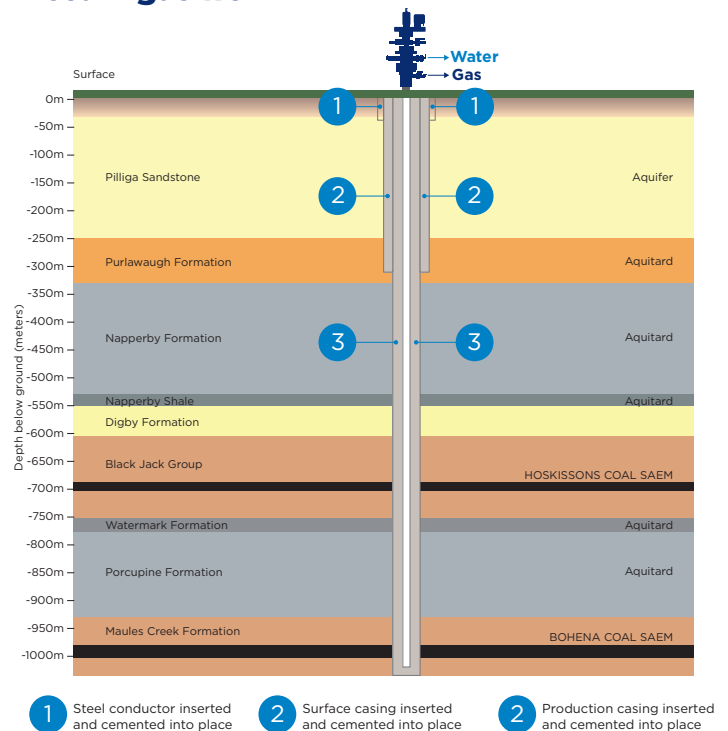 Water
Gas
Surface
0m
1
1
-50m
-100m
-150m
Pilliga Sandstone
2
2
Aquifer
-200m
-250m
Purlawaugh Formation
Aquitard
-300m
-350m
-400m
Napperby Formation
3
3
Aquitard
-450m
-500m
Napperby Shale
Aquitard
-550m
Digby Formation
-600m
-650m
Black Jack Group
HOSKISSONS COAL SAEM
-700m
-750m
Watermark Formation
Aquitard
-800m
-850m
Porcupine Formation
Aquitard
-900m
-950m
Maules Creek Formation
BOHENA COAL SAEM
-1000m
Depth below ground (meters)
1 Steel conductor inserted
and cemented into place
2 Surface casing inserted
and cemented into place
2 Production casing inserted
and cemented into place